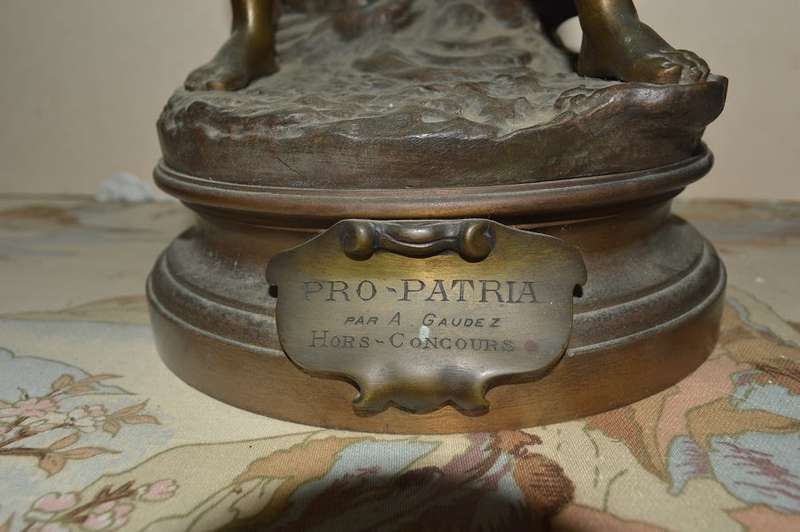 PRO-PATRIA
PAR A GAUDEZ
HORS-CONCOURS